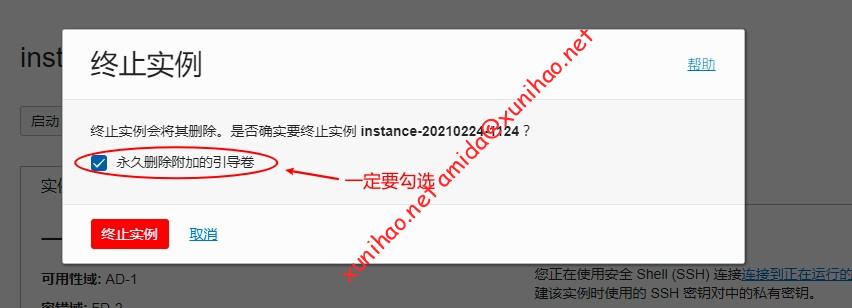 inst
终止实例
帮助
启动
终止实例会将其删除。是否确实要终止实例 instance-20210224-1124？
永久删除附加的引导卷
一定要勾选
实例
终止实例
取消
xunihao.net amida@xunihao.net
可用性域: AD-1
您正在使用安全 Shell (SSH) 连接连接到正在运行的
建该实例时使用的 SSH 密钥对中的私有密钥。
容错域: FD-2